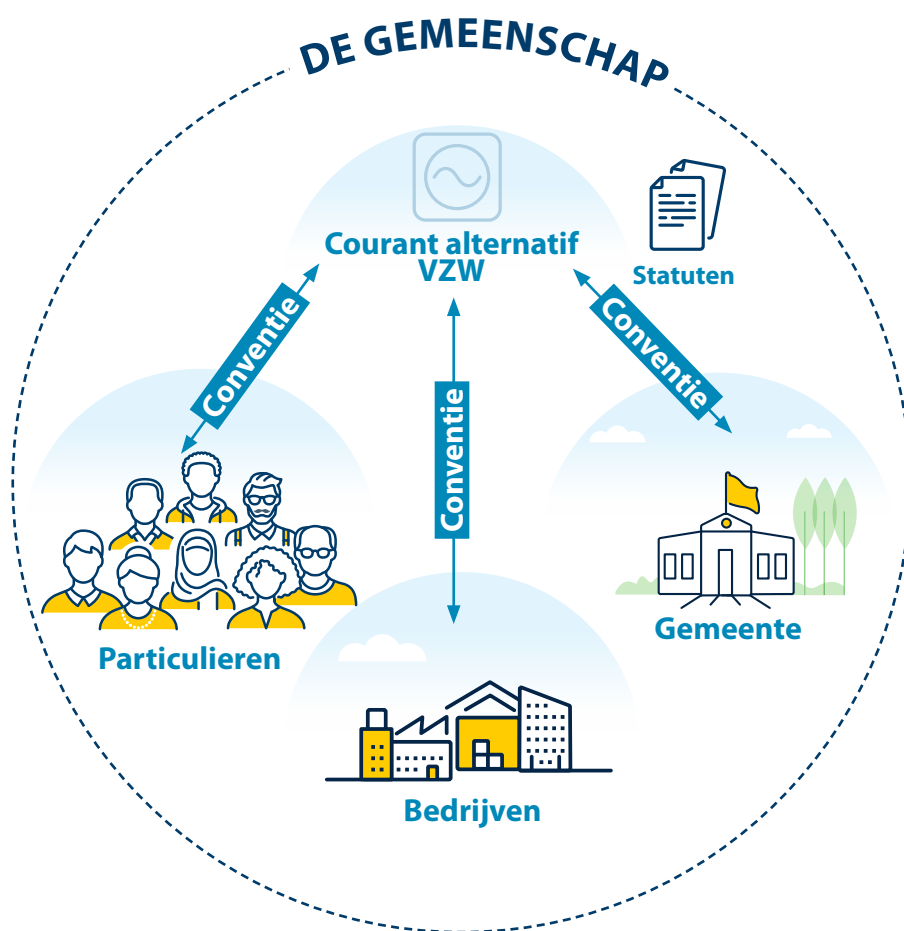 DE GEMEENSCHAP
Courant alternatif
VZW
Statuten
Conventie
Conventie
Conventie
Particulieren
Gemeente
Bedrijven